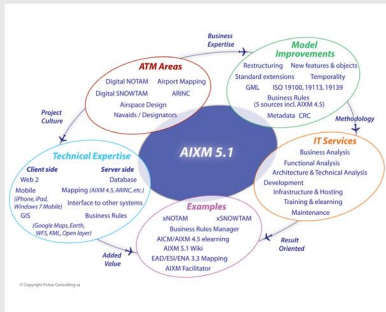 Business
Expertise
Model
Improvements
Restructuring New features & objects
Standard extensions Temporality
GML ISO 19100, 19113, 19139
Business Rules
(5 sources incl. AIXM 4.5)
Metadata CRC
ATM Areas
Digital NOTAM Airport Mapping
Digital SNOWTAM ARINC
Airspace Design
Navaids / Designators
Project
Culture
Methodology
AIXM 5.1
Technical Expertise
Client side Server side
Web 2 Database
Mobile Mapping (AIXM 4.5, ARINC, etc.)
(iPhone, iPad,
Windows 7 Mobile) Interface to other systems
GIS Business Rules
(Google Maps, Earth,
WFS, KML, Open layer)
IT Services
Business Analysis
Functional Analysis
Architecture & Technical Analysis
Development
Infrastructure & Hosting
Training & elearning
Maintenance
Examples
xNOTAM xSNOWTAM
Business Rules Manager
AICM/AIXM 4.5 elearning
AIXM 5.1 Wiki
EAD/ESI/ENA 3.3 Mapping
AIXM Facilitator
Added
Value
Result
Oriented